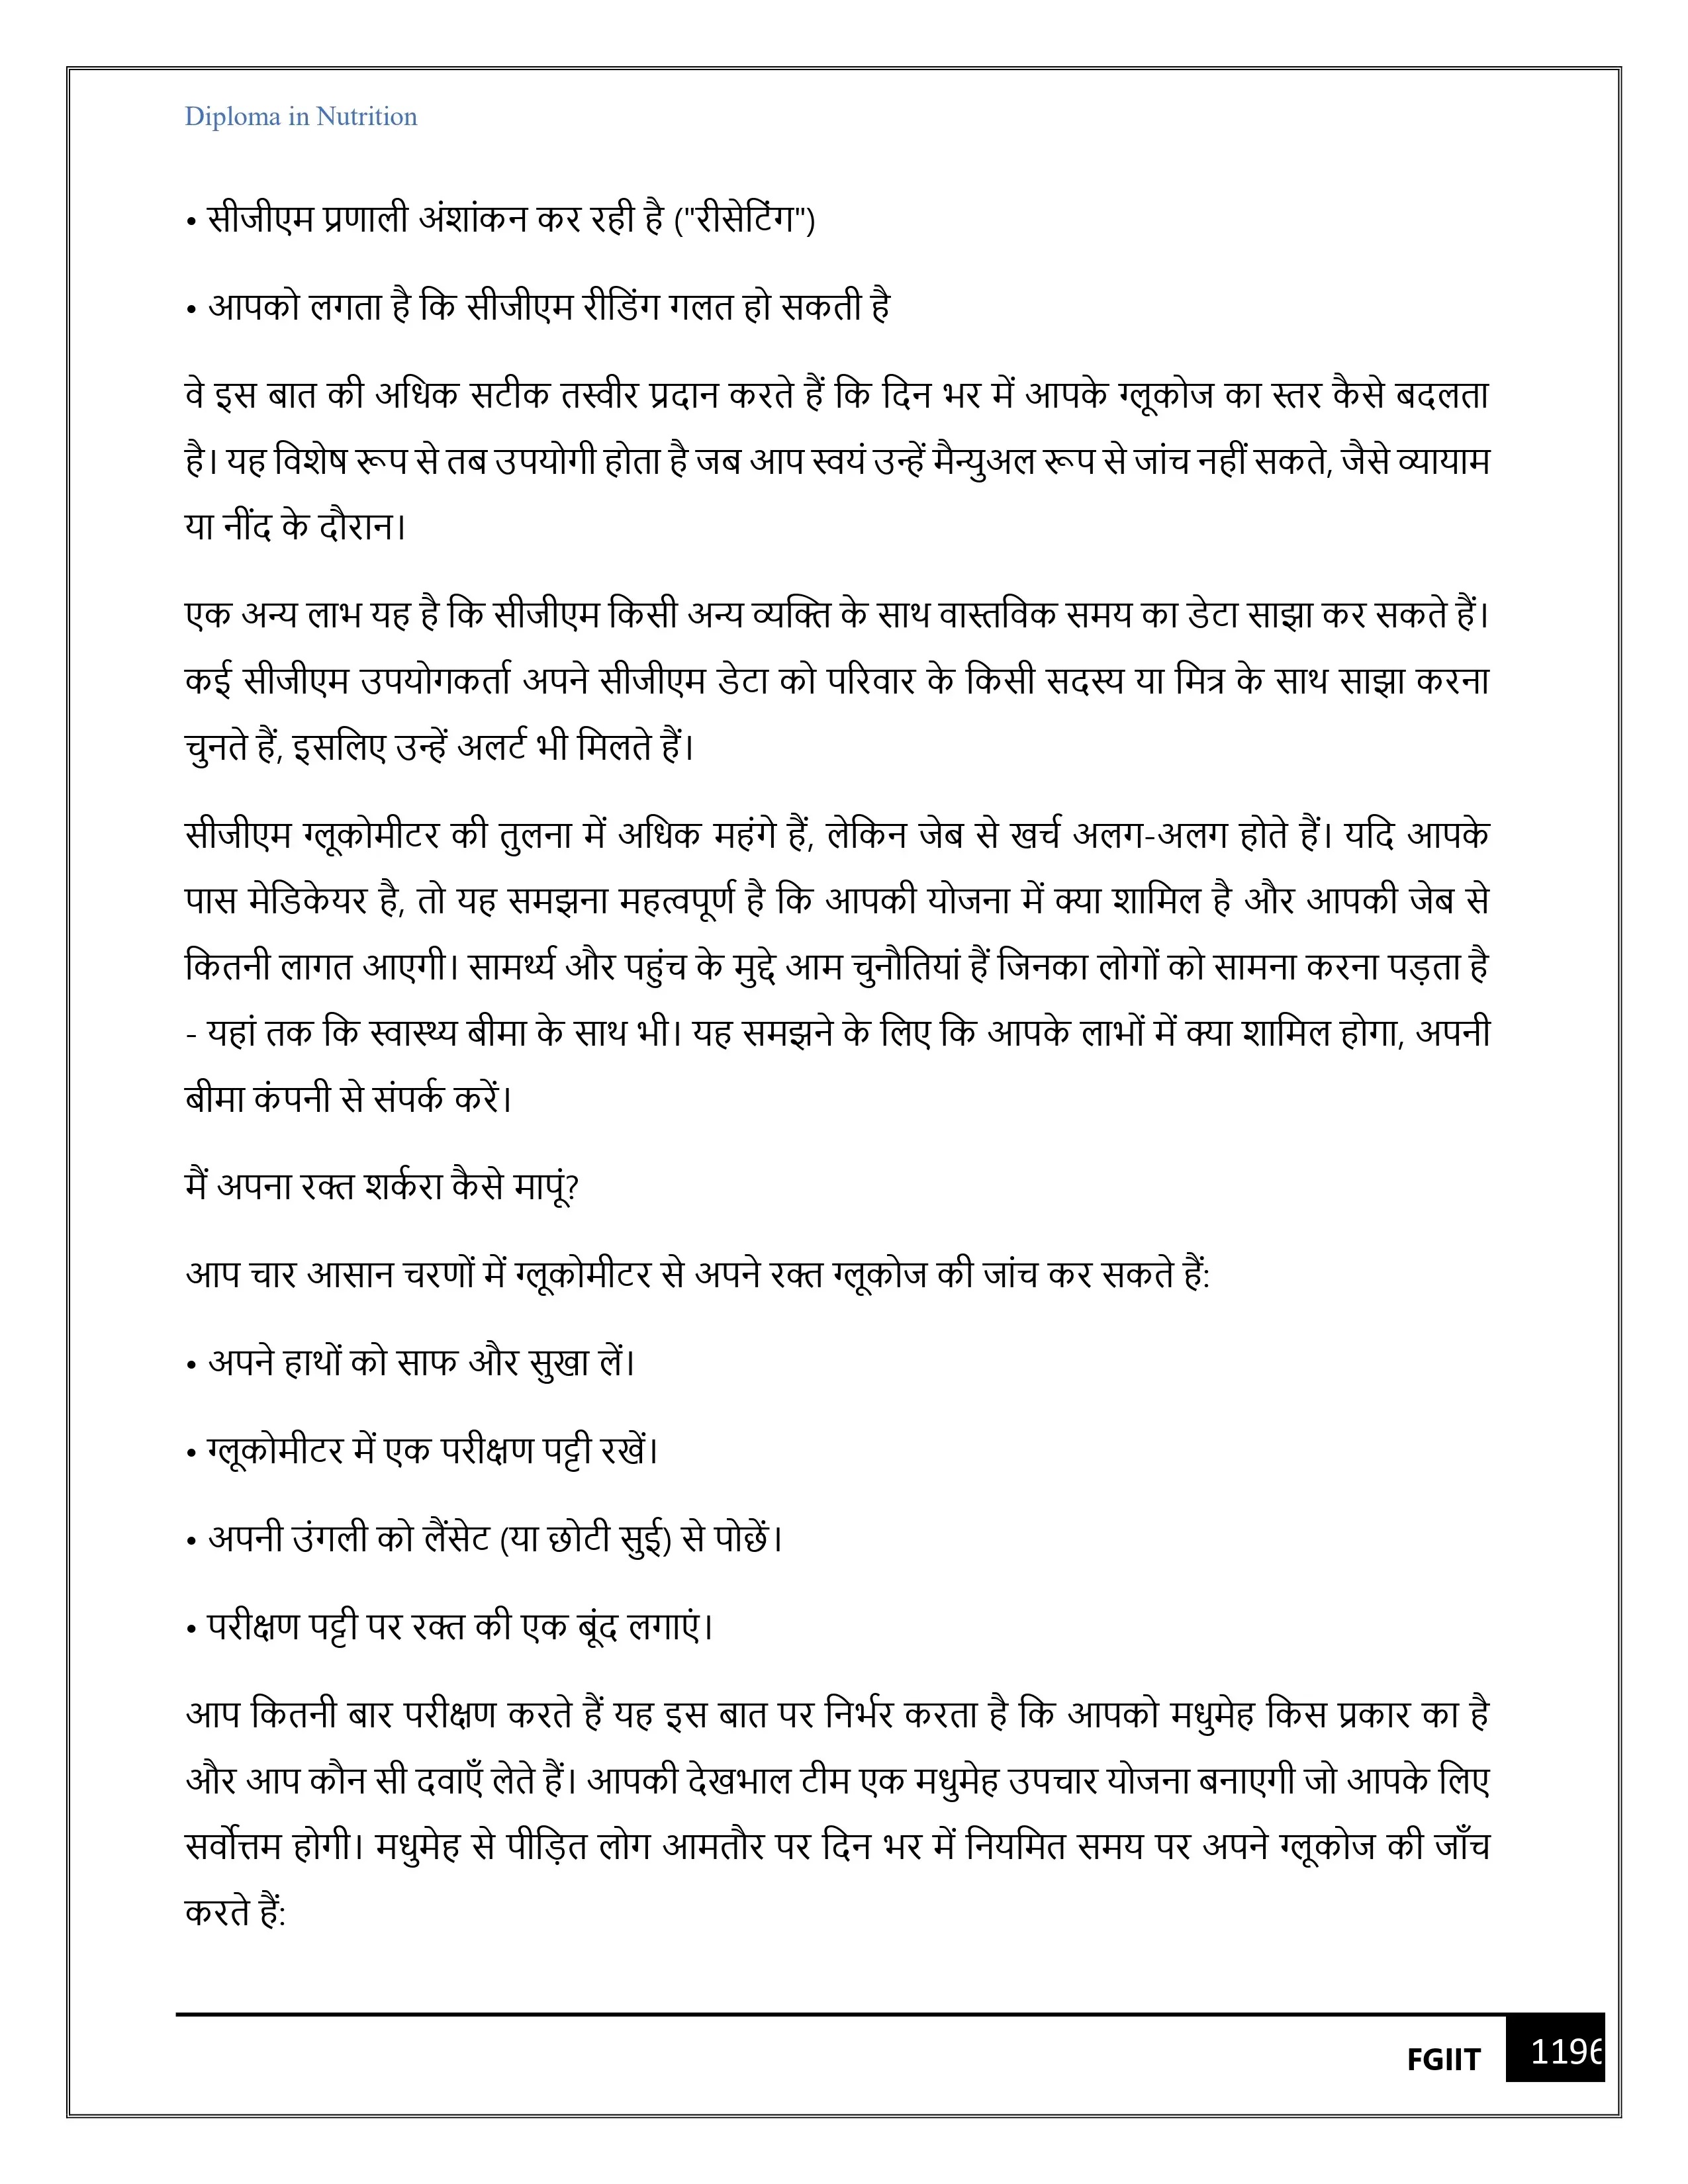 Diploma in Nutrition
• सीजीएम प्रणाली अंशांकन कर रही है ("रीसेटिंग")
• आपको लगता है कि सीजीएम रीडिंग गलत हो सकती है
वे इस बात की अधिक सटीक तस्वीर प्रदान करते हैं कि दिन भर में आपके ग्लूकोज का स्तर कैसे बदलता
है। यह विशेष रूप से तब उपयोगी होता है जब आप स्वयं उन्हें मैन्युअल रूप से जांच नहीं सकते, जैसे व्यायाम
या नींद के दौरान।
एक अन्य लाभ यह है कि सीजीएम किसी अन्य व्यक्ति के साथ वास्तविक समय का डेटा साझा कर सकते हैं।
कई सीजीएम उपयोगकर्ता अपने सीजीएम डेटा को परिवार के किसी सदस्य या मित्र के साथ साझा करना
चुनते हैं, इसलिए उन्हें अलर्ट भी मिलते हैं।
सीजीएम ग्लूकोमीटर की तुलना में अधिक महंगे हैं, लेकिन जेब से खर्च अलग-अलग होते हैं। यदि आपके
पास मेडिकेयर है, तो यह समझना महत्वपूर्ण है कि आपकी योजना में क्या शामिल है और आपकी जेब से
कितनी लागत आएगी। सामर्थ्य और पहुंच के मुद्दे आम चुनौतियां हैं जिनका लोगों को सामना करना पड़ता है
- यहां तक कि स्वास्थ्य बीमा के साथ भी। यह समझने के लिए कि आपके लाभों में क्या शामिल होगा, अपनी
बीमा कंपनी से संपर्क करें।
मैं अपना रक्त शर्करा कैसे मापूं?
आप चार आसान चरणों में ग्लूकोमीटर से अपने रक्त ग्लूकोज की जांच कर सकते हैं:
• अपने हाथों को साफ और सुखा लें।
• ग्लूकोमीटर में एक परीक्षण पट्टी रखें।
• अपनी उंगली को लैंसेट (या छोटी सुई) से पोछें।
• परीक्षण पट्टी पर रक्त की एक बूंद लगाएं।
आप कितनी बार परीक्षण करते हैं यह इस बात पर निर्भर करता है कि आपको मधुमेह किस प्रकार का है
और आप कौन सी दवाएँ लेते हैं। आपकी देखभाल टीम एक मधुमेह उपचार योजना बनाएगी जो आपके लिए
सर्वोत्तम होगी। मधुमेह से पीड़ित लोग आमतौर पर दिन भर में नियमित समय पर अपने ग्लूकोज की जाँच
करते हैं:
FGIIT 1196